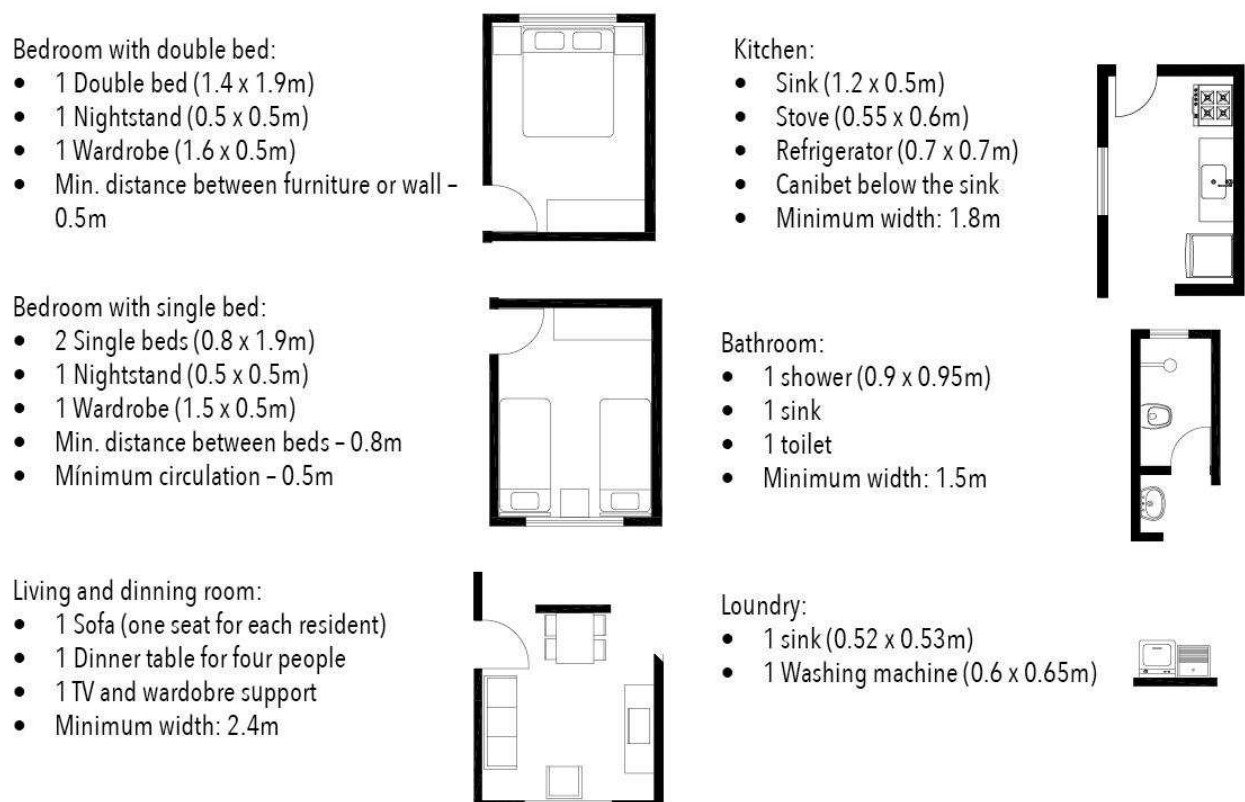 Bedroom with double bed:
• 1 Double bed (1.4 x 1.9m)
• 1 Nightstand (0.5 x 0.5m)
• 1 Wardrobe (1.6 x 0.5m)
• Min. distance between furniture or wall –
0.5m
Bedroom with single bed:
• 2 Single beds (0.8 x 1.9m)
• 1 Nightstand (0.5 x 0.5m)
• 1 Wardrobe (1.5 x 0.5m)
• Min. distance between beds – 0.8m
• Mínimum circulation – 0.5m
Living and dinning room:
• 1 Sofa (one seat for each resident)
• 1 Dinner table for four people
• 1 TV and wardobre support
• Minimum width: 2.4m
Kitchen:
• Sink (1.2 x 0.5m)
• Stove (0.55 x 0.6m)
• Refrigerator (0.7 x 0.7m)
• Canibet below the sink
• Minimum width: 1.8m
Bathroom:
• 1 shower (0.9 x 0.95m)
• 1 sink
• 1 toilet
• Minimum width: 1.5m
Loundry:
• 1 sink (0.52 x 0.53m)
• 1 Washing machine (0.6 x 0.65m)